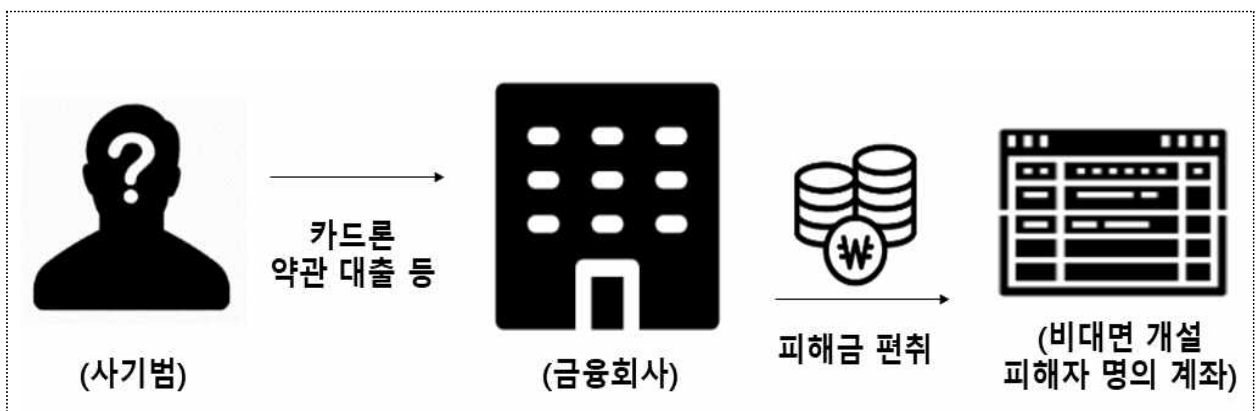 ?
카드론
약관 대출 등
₩
피해금 편취
(사기범)
(금융회사)
(비대면 개설
피해자 명의 계좌)